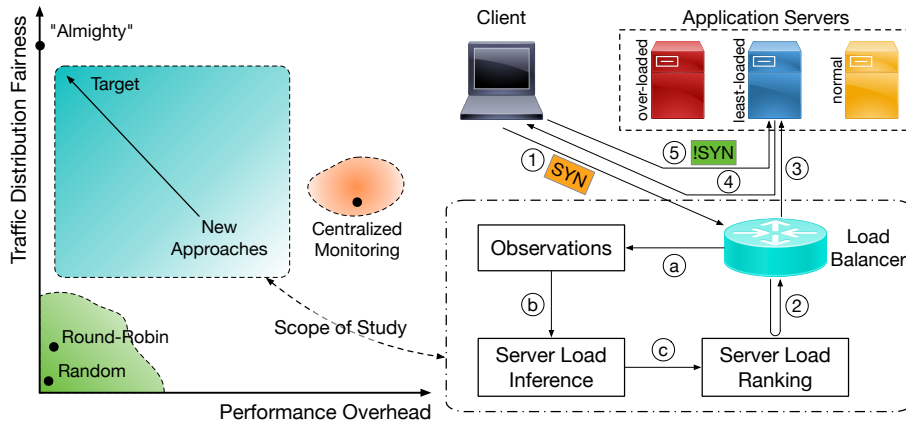 Traffic Distribution Fairness
"Almighty"
Target
New
Approaches
Centralized
Monitoring
Round-Robin
Random
Scope of Study
Performance Overhead
Client
Application Servers
over-loaded
least-loaded
normal
1
SYN
5
!SYN
4
3
Load
Balancer
Observations
a
b
2
Server Load
Inference
c
Server Load
Ranking